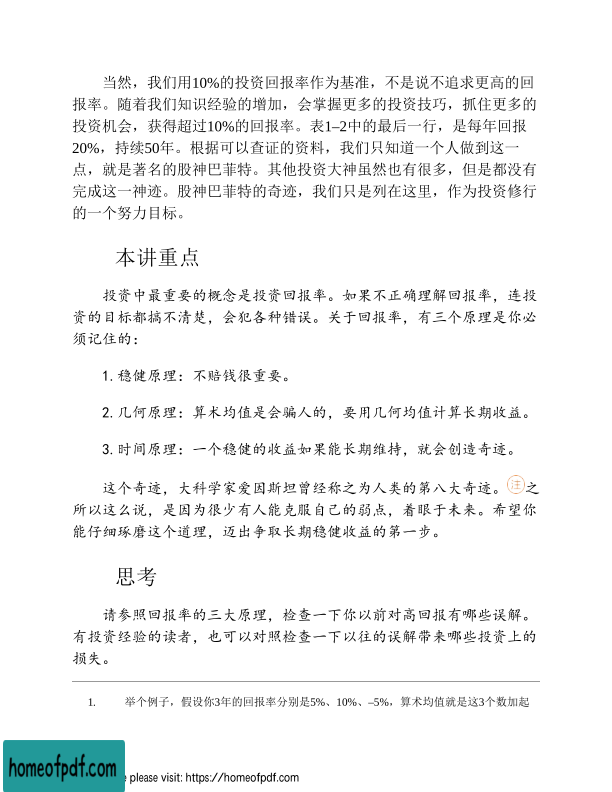 当然，我们用10%的投资回报率作为基准，不是说不追求更高的回
报率。随着我们知识经验的增加，会掌握更多的投资技巧，抓住更多的
投资机会，获得超过10%的回报率。表1–2中的最后一行，是每年回报
20%，持续50年。根据可以查证的资料，我们只知道一个人做到这一
点，就是著名的股神巴菲特。其他投资大神虽然也有很多，但是都没有
完成这一神迹。股神巴菲特的奇迹，我们只是列在这里，作为投资修行
的一个努力目标。
本讲重点
投资中最重要的概念是投资回报率。如果不正确理解回报率，连投
资的目标都搞不清楚，会犯各种错误。关于回报率，有三个原理是你必
须记住的：
1.稳健原理：不赔钱很重要。
2.几何原理：算术均值是会骗人的，要用几何均值计算长期收益。
3.时间原理：一个稳健的收益如果能长期维持，就会创造奇迹。
这个奇迹，大科学家爱因斯坦曾经称之为人类的第八大奇迹。注之
所以这么说，是因为很少有人能克服自己的弱点，着眼于未来。希望你
能仔细琢磨这个道理，迈出争取长期稳健收益的第一步。
思考
请参照回报率的三大原理，检查一下你以前对高回报有哪些误解。
有投资经验的读者，也可以对照检查一下以往的误解带来哪些投资上的
损失。
1. 举个例子，假设你3年的回报率分别是5%、10%、–5%，算术均值就是这3个数加起
homeofpdf.com
e please visit: https://homeofpdf.com